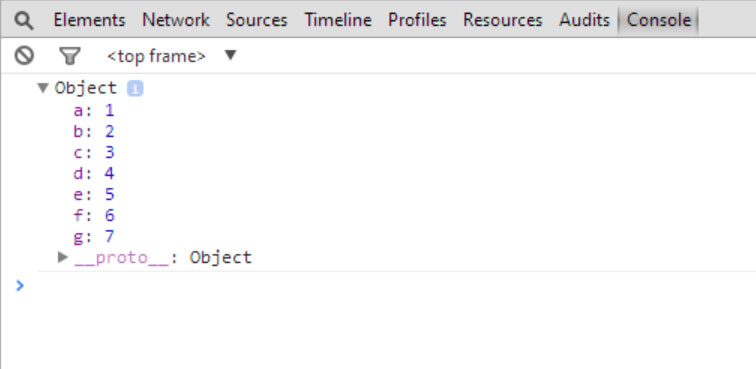 Elements Network Sources Timeline Profiles Resources Audits Console
<top frame> ▼
▼ Object i
a: 1
b: 2
c: 3
d: 4
e: 5
f: 6
g: 7
▶ __proto__: Object
>